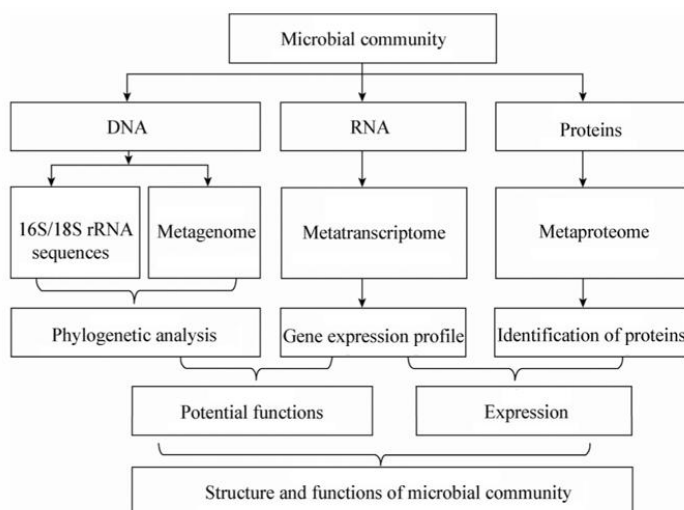 Microbial community
DNA
RNA
Proteins
16S/18S rRNA
sequences
Metagenome
Metatranscriptome
Metaproteome
Phylogenetic analysis
Gene expression profile
Identification of proteins
Potential functions
Expression
Structure and functions of microbial community